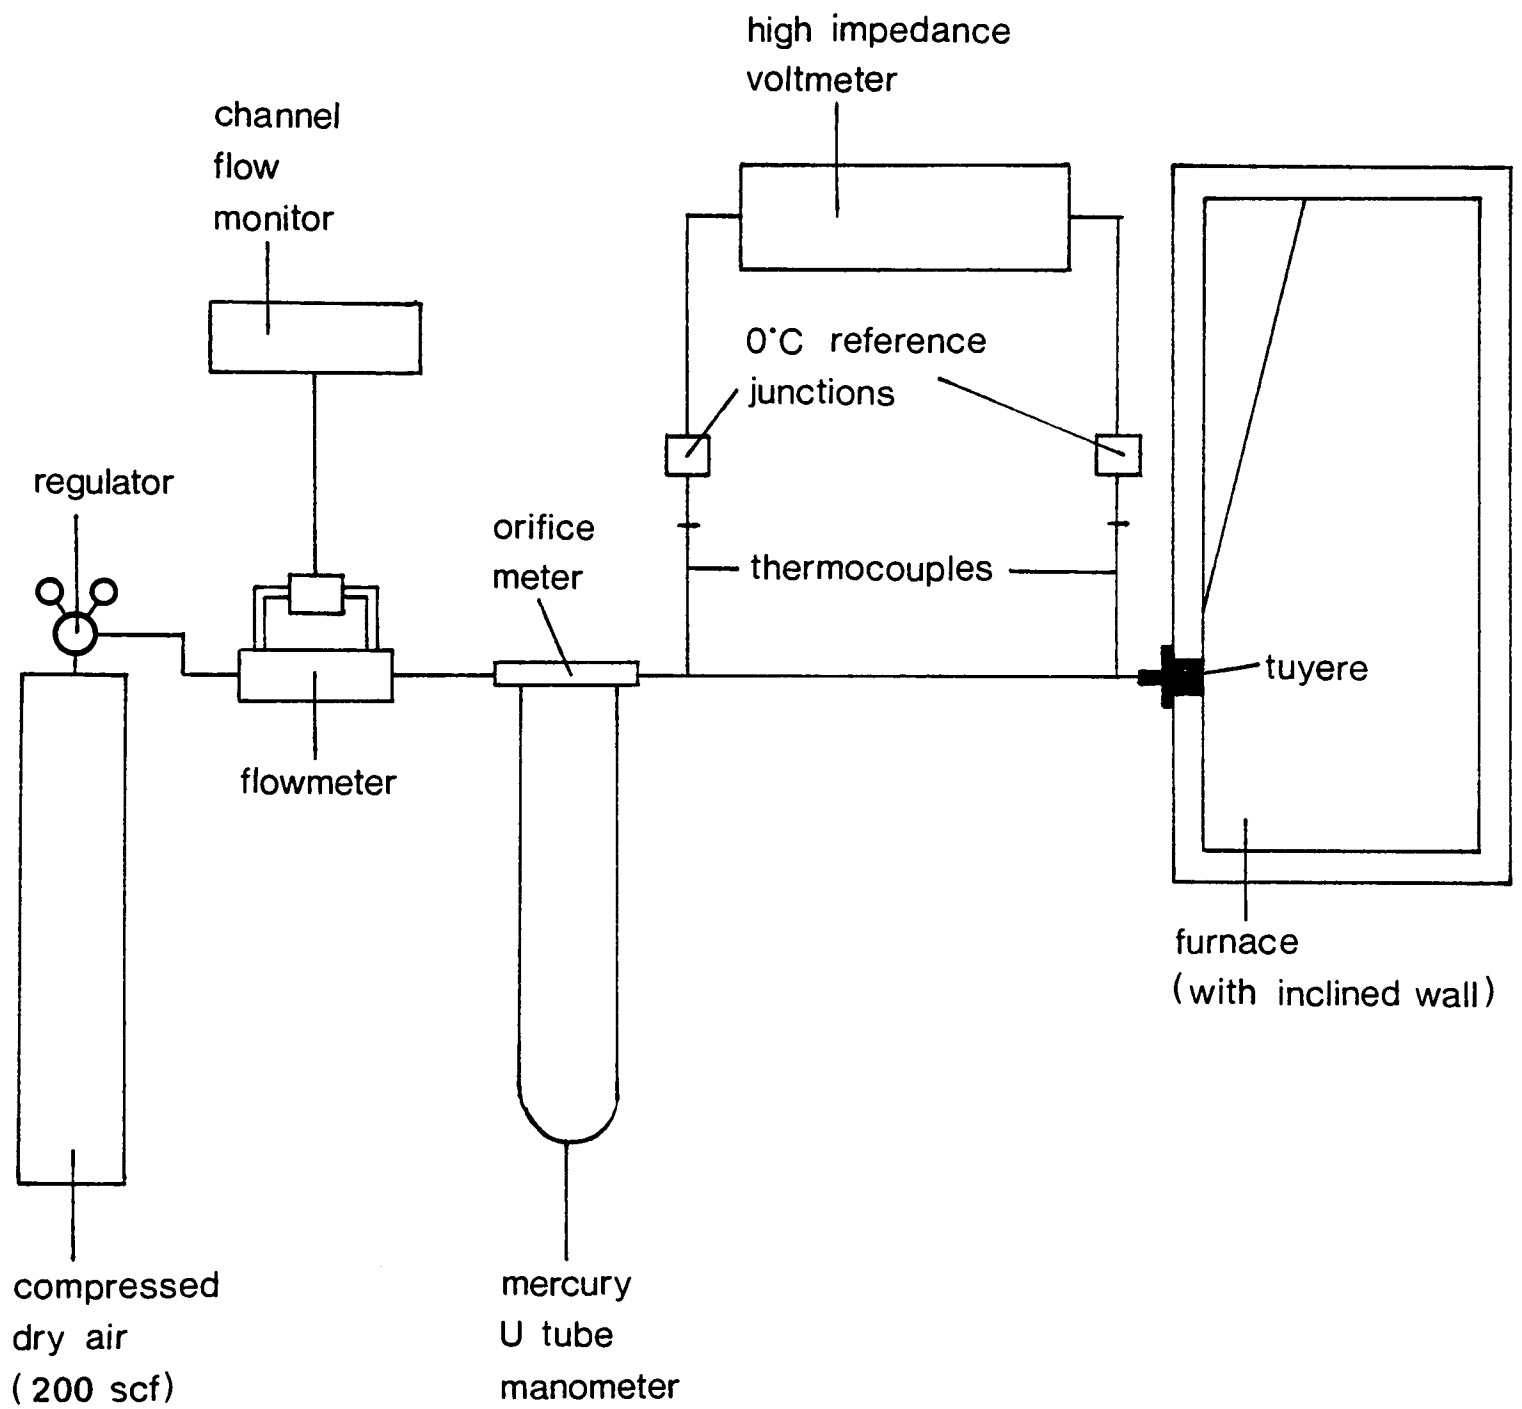 high impedance
voltmeter
channel
flow
monitor
0°C reference
junctions
regulator
orifice
meter
thermocouples
tuyere
flowmeter
furnace
(with inclined wall)
compressed
dry air
(200 scf)
mercury
U tube
manometer